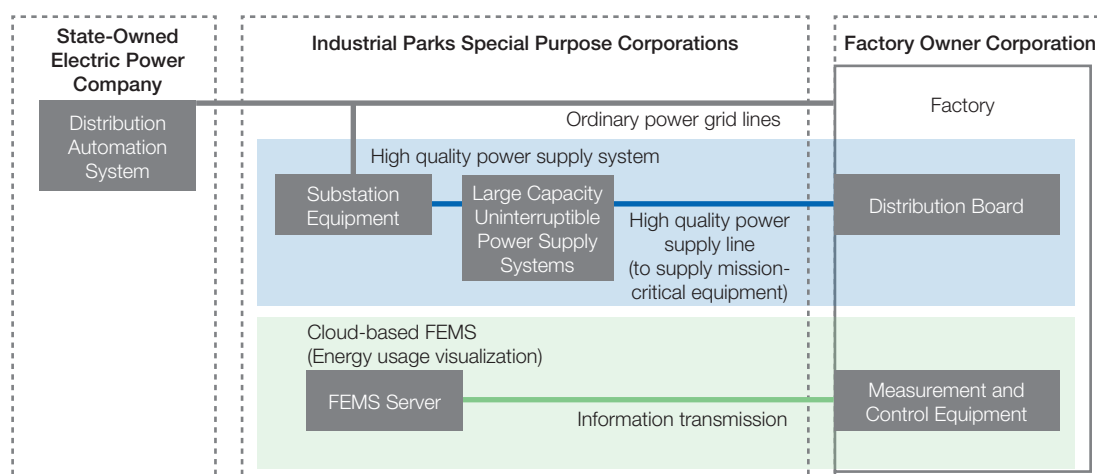 State-Owned
Electric Power
Company
Industrial Parks Special Purpose Corporations
Factory Owner Corporation
Distribution
Automation
System
Ordinary power grid lines
Factory
High quality power supply system
Substation
Equipment
Large Capacity
Uninterruptible
Power Supply
Systems
High quality power
supply line
(to supply mission-
critical equipment)
Distribution Board
Cloud-based FEMS
(Energy usage visualization)
FEMS Server
Information transmission
Measurement and
Control Equipment